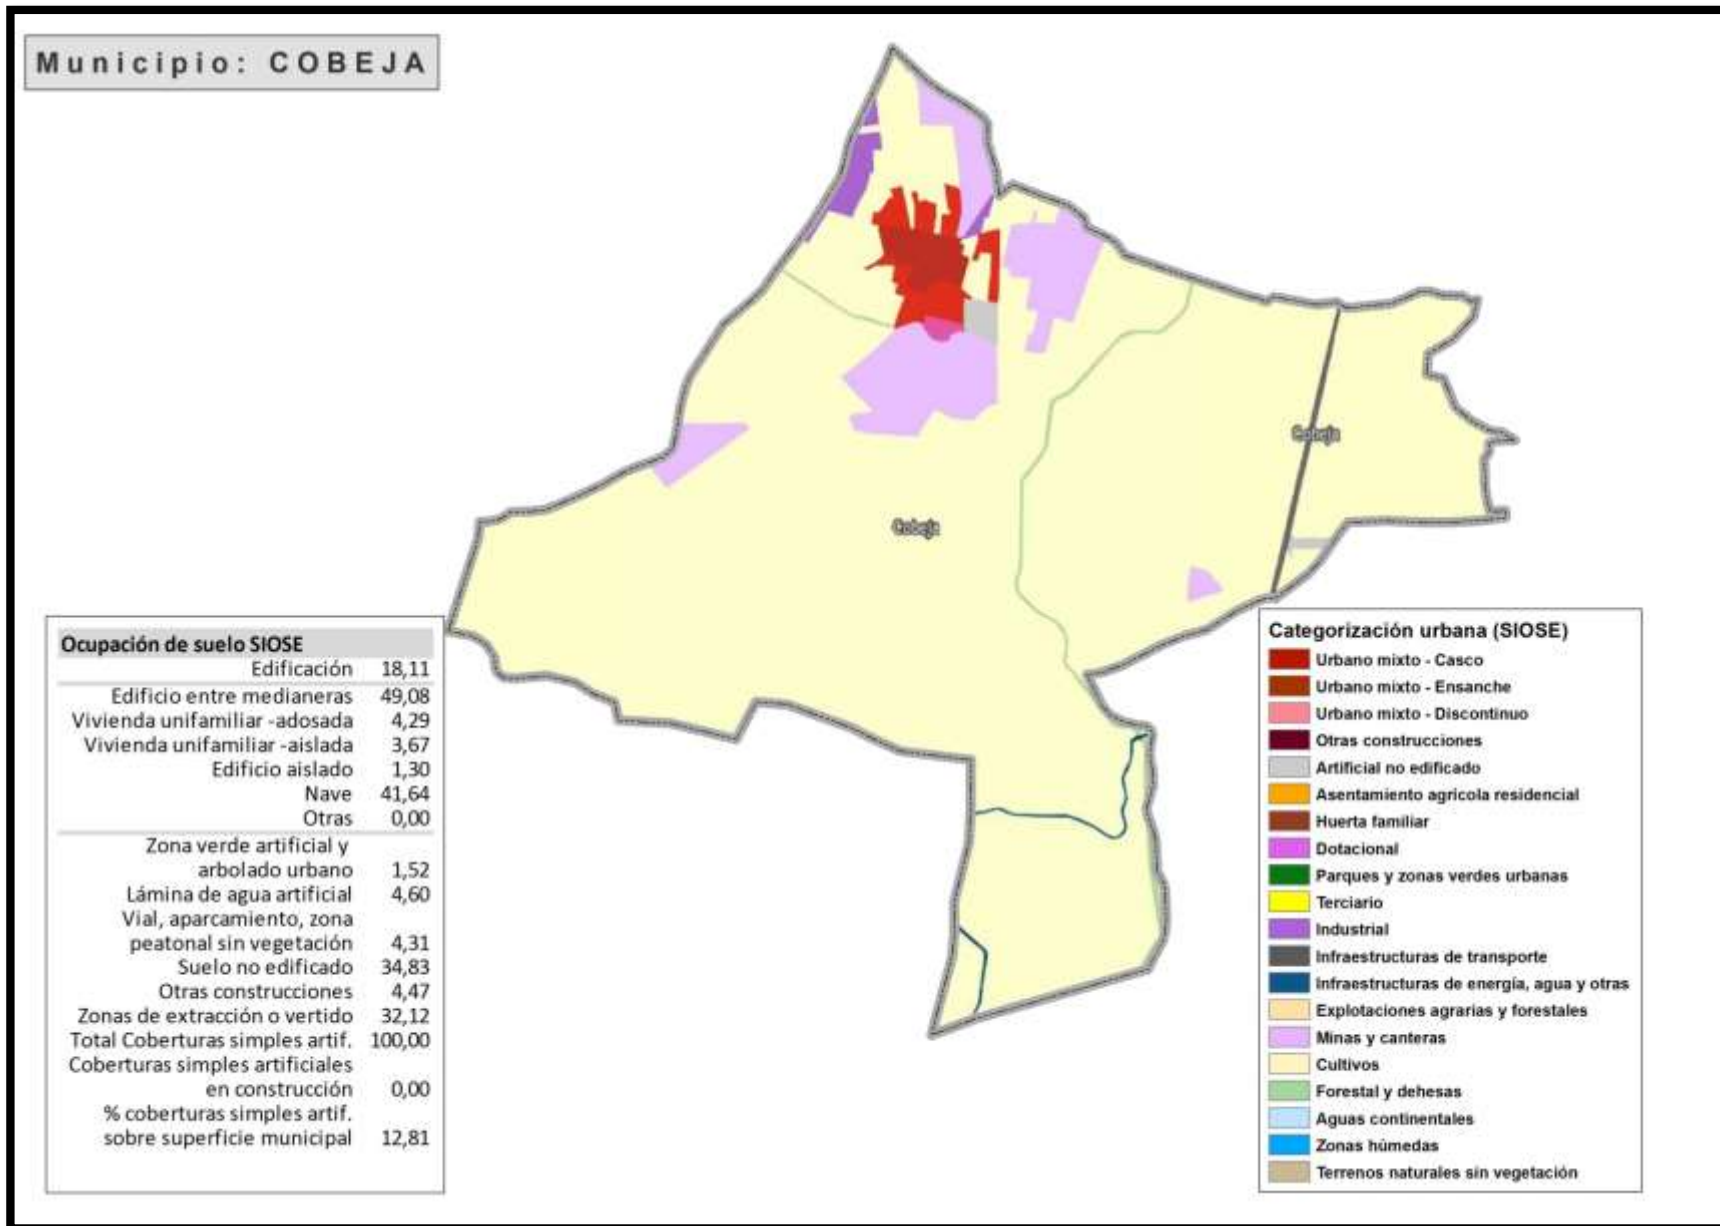 Municipio: COBEJA
Cobeja
Cobeja
Ocupación de suelo SIOSE
Edificación 18,11
Edificio entre medianeras 49,08
Vivienda unifamiliar -adosada 4,29
Vivienda unifamiliar -aislada 3,67
Edificio aislado 1,30
Nave 41,64
Otras 0,00
Zona verde artificial y
arbolado urbano 1,52
Lámina de agua artificial 4,60
Vial, aparcamiento, zona
peatonal sin vegetación 4,31
Suelo no edificado 34,83
Otras construcciones 4,47
Zonas de extracción o vertido 32,12
Total Coberturas simples artif. 100,00
Coberturas simples artificiales
en construcción 0,00
% coberturas simples artif.
sobre superficie municipal 12,81
Categorización urbana (SIOSE)
Urbano mixto - Casco
Urbano mixto - Ensanche
Urbano mixto - Discontinuo
Otras construcciones
Artificial no edificado
Asentamiento agrícola residencial
Huerta familiar
Dotacional
Parques y zonas verdes urbanas
Terciario
Industrial
Infraestructuras de transporte
Infraestructuras de energía, agua y otras
Explotaciones agrarias y forestales
Minas y canteras
Cultivos
Forestal y dehesas
Aguas continentales
Zonas húmedas
Terrenos naturales sin vegetación